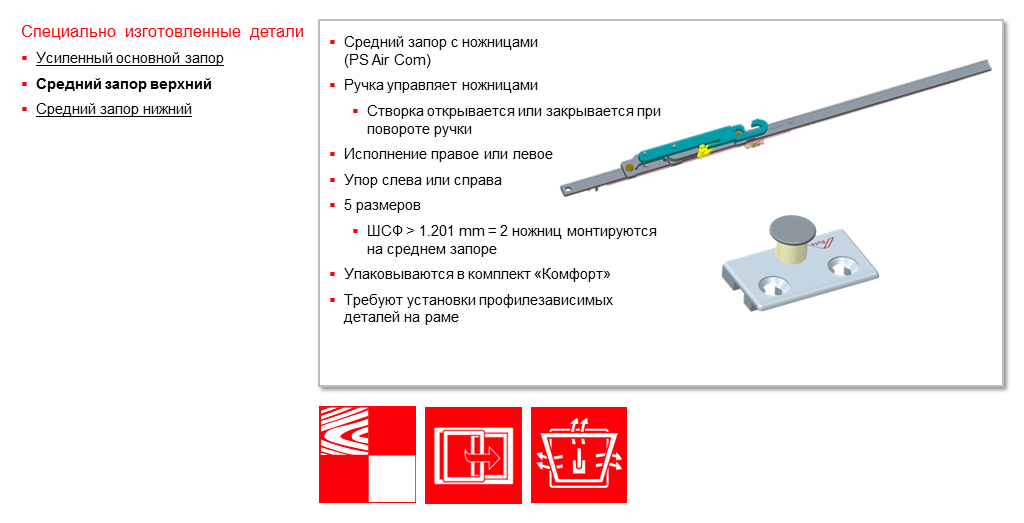 Специально изготовленные детали
Усиленный основной запор
Средний запор верхний
Средний запор нижний
Средний запор с ножницами
(PS Air Com)
Ручка управляет ножницами
Створка открывается или закрывается при
повороте ручки
Исполнение правое или левое
Упор слева или справа
5 размеров
ШСФ > 1.201 mm = 2 ножниц монтируются
на среднем запоре
Упаковываются в комплект «Комфорт»
Требуют установки профилезависимых
деталей на раме